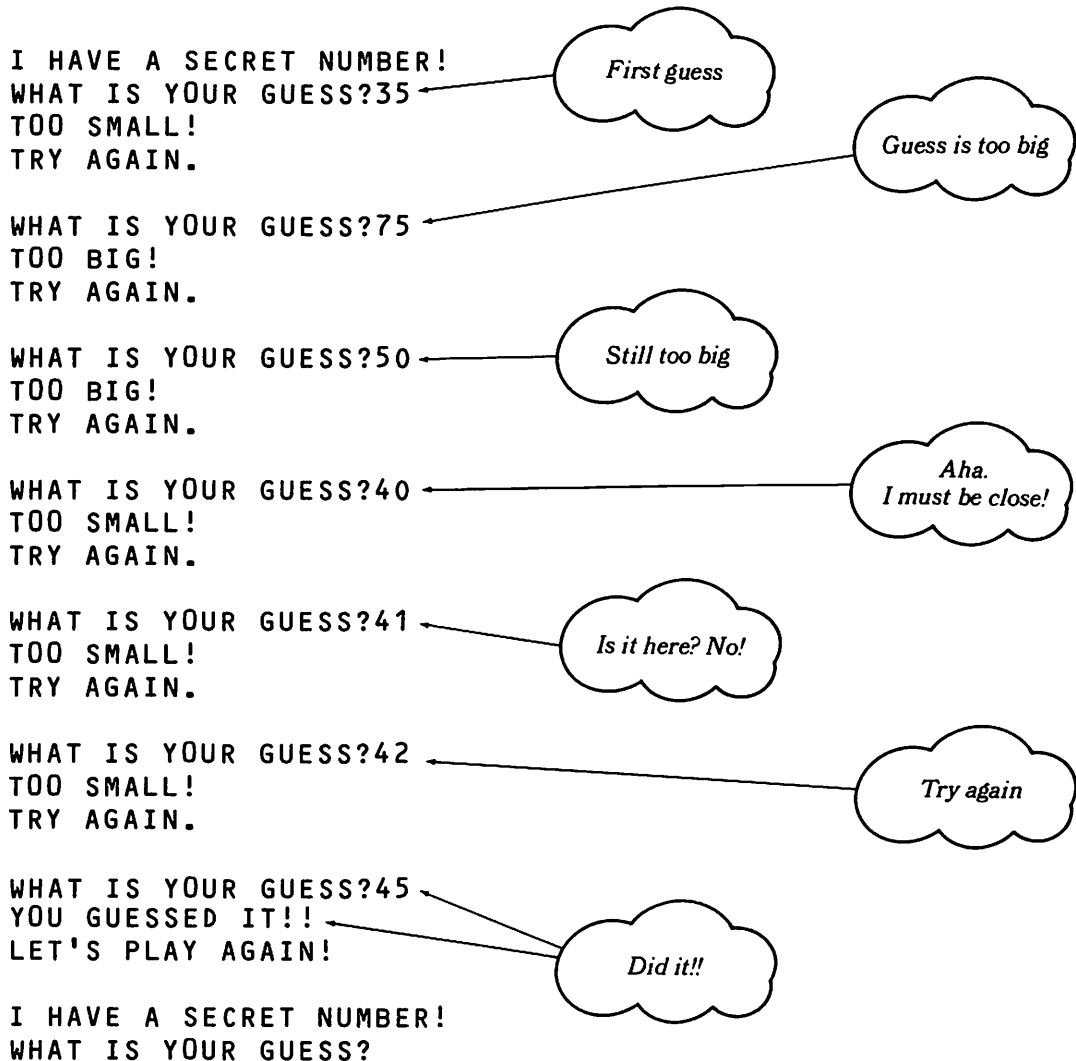 I HAVE A SECRET NUMBER!
First guess
WHAT IS YOUR GUESS?35
TOO SMALL!
TRY AGAIN.
Guess is too big
WHAT IS YOUR GUESS?75
TOO BIG!
TRY AGAIN.
WHAT IS YOUR GUESS?50
Still too big
TOO BIG!
TRY AGAIN.
WHAT IS YOUR GUESS?40
Aha.
I must be close!
TOO SMALL!
TRY AGAIN.
WHAT IS YOUR GUESS?41
Is it here? No!
TOO SMALL!
TRY AGAIN.
WHAT IS YOUR GUESS?42
Try again
TOO SMALL!
TRY AGAIN.
WHAT IS YOUR GUESS?45
YOU GUESSED IT!!
LET'S PLAY AGAIN!
Did it!!
I HAVE A SECRET NUMBER!
WHAT IS YOUR GUESS?